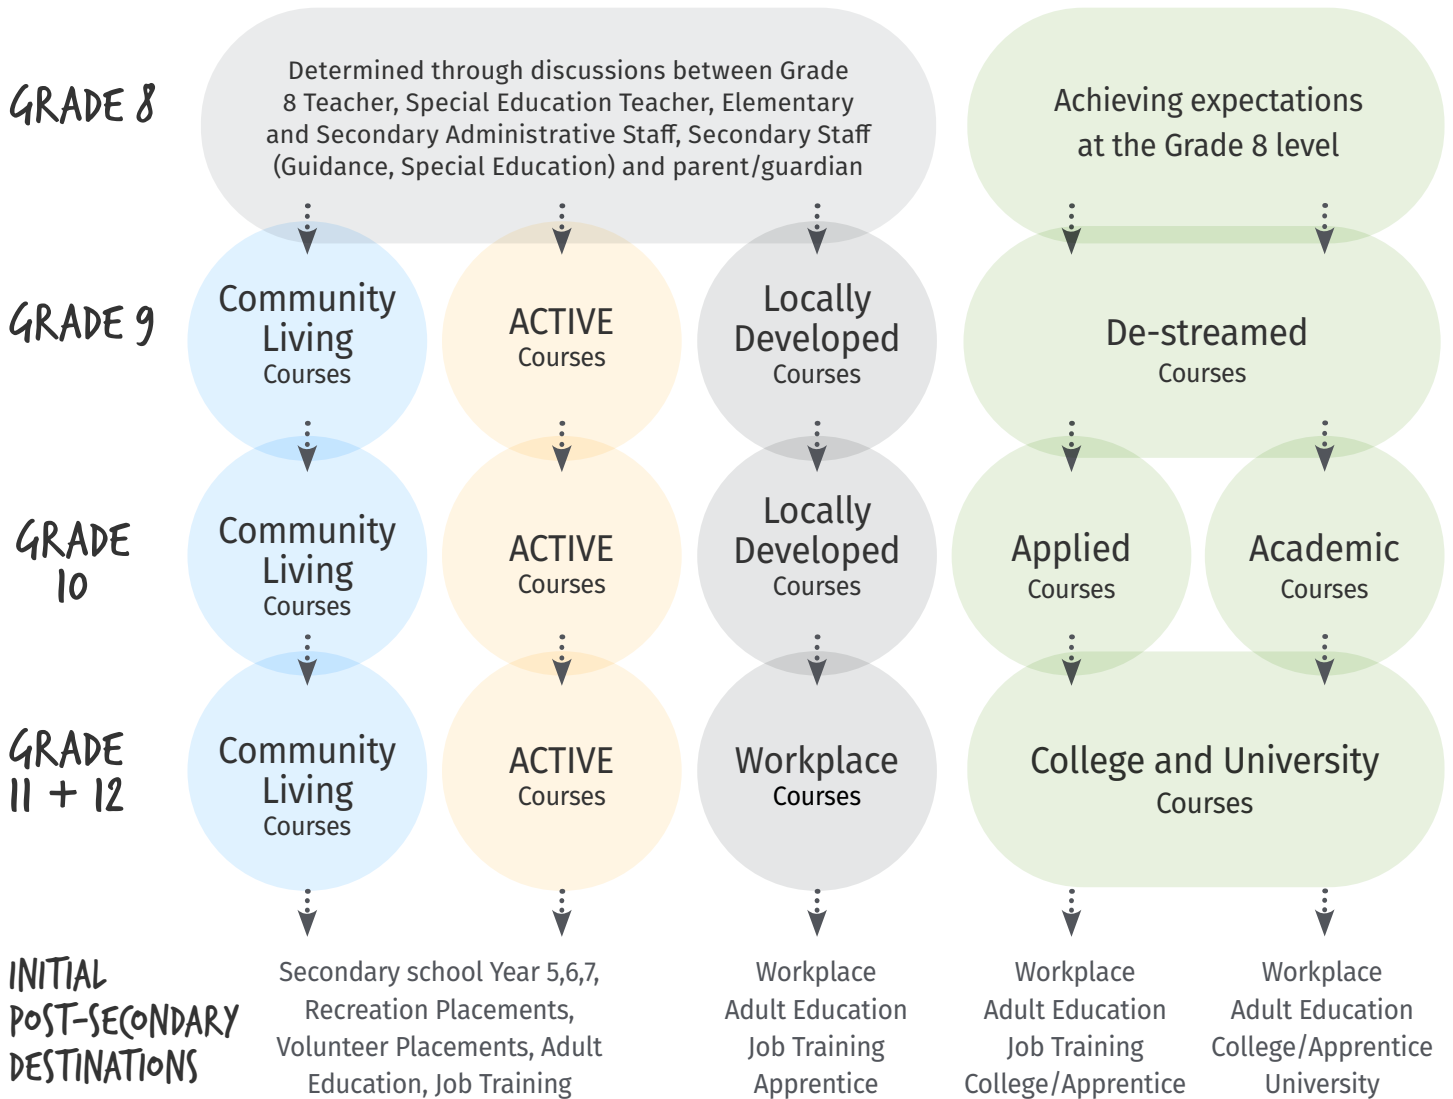 GRADE 8
Determined through discussions between Grade
8 Teacher, Special Education Teacher, Elementary
and Secondary Administrative Staff, Secondary Staff
(Guidance, Special Education) and parent/guardian
Achieving expectations
at the Grade 8 level
GRADE 9
Community
Living
Courses
ACTIVE
Courses
Locally
Developed
Courses
De-streamed
Courses
GRADE
10
Community
Living
Courses
ACTIVE
Courses
Locally
Developed
Courses
Applied
Courses
Academic
Courses
GRADE
11 + 12
Community
Living
Courses
ACTIVE
Courses
Workplace
Courses
College and University
Courses
INITIAL
POST-SECONDARY
DESTINATIONS
Secondary school Year 5,6,7,
Recreation Placements,
Volunteer Placements, Adult
Education, Job Training
Workplace
Adult Education
Job Training
Apprentice
Workplace
Adult Education
Job Training
College/Apprentice
Workplace
Adult Education
College/Apprentice
University